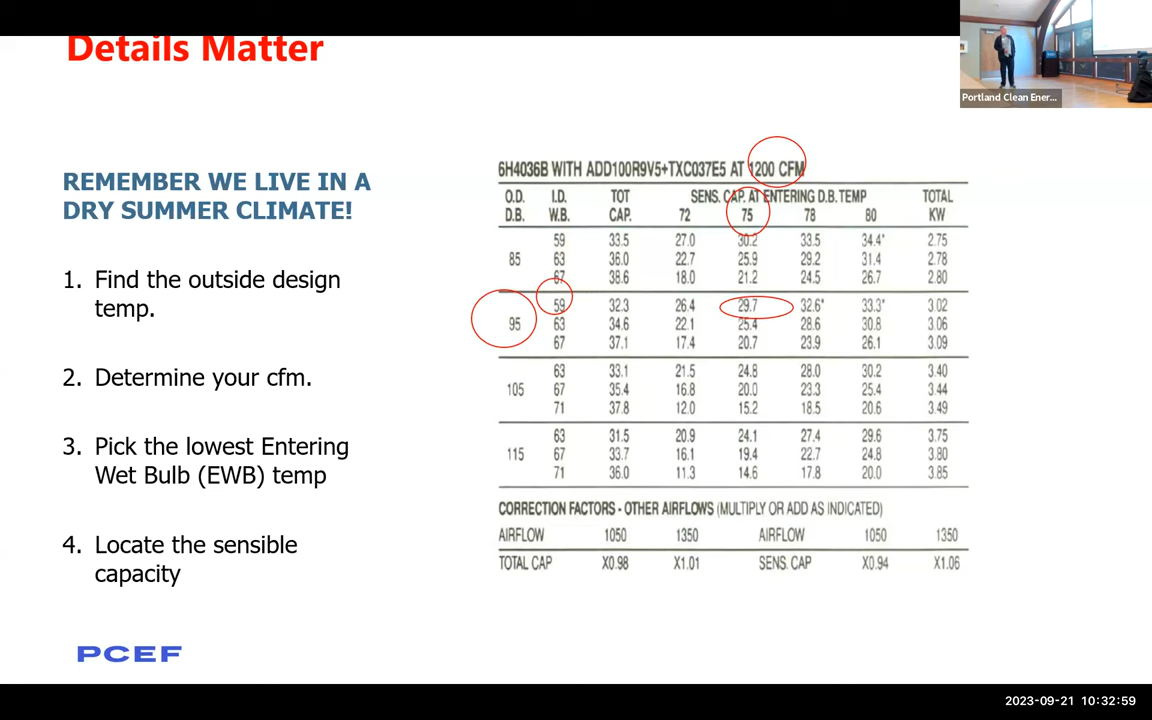 Details Matter
Portland Clean Ener...
REMEMBER WE LIVE IN A
DRY SUMMER CLIMATE!
1. Find the outside design
temp.
2. Determine your cfm.
3. Pick the lowest Entering
Wet Bulb (EWB) temp
4. Locate the sensible
capacity
PCEF
6H4036B WITH ADD100R9V5+TXC037E5 AT 1200 CFM
O.D. I.D. TOT SENS. CAP. AT ENTERING D.B. TEMP TOTAL
D.B. W.B. CAP. 72 75 78 80 KW
59 33.5 27.0 30.2 33.5 34.4* 2.75
85 63 36.0 22.7 25.9 29.2 31.4 2.78
67 38.6 18.0 21.2 24.5 26.7 2.80
59 32.3 26.4 29.7 32.6* 33.3* 3.02
95 63 34.6 22.1 25.4 28.6 30.8 3.06
67 37.1 17.4 20.7 23.9 26.1 3.09
63 33.1 21.5 24.8 28.0 30.2 3.40
105 67 35.4 16.8 20.0 23.3 25.4 3.44
71 37.8 12.0 15.2 18.5 20.6 3.49
63 31.5 20.9 24.1 27.4 29.6 3.75
115 67 33.7 16.1 19.4 22.7 24.8 3.80
71 36.0 11.3 14.6 17.8 20.0 3.85
CORRECTION FACTORS - OTHER AIRFLOWS (MULTIPLY OR ADD AS INDICATED)
AIRFLOW 1050 1350 AIRFLOW 1050 1350
TOTAL CAP X0.98 X1.01 SENS. CAP X0.94 X1.06
2023-09-21 10:32:59